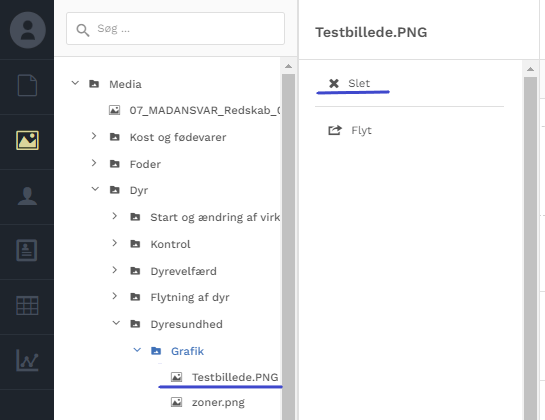 Søg ...
Media
07_MADANSVAR_Redskab_
Kost og fødevarer
Foder
Dyr
Start og ændring af virk
Kontrol
Dyrevelfærd
Flytning af dyr
Dyresundhed
Grafik
Testbillede.PNG
zoner.png
Testbillede.PNG
Slet
Flyt